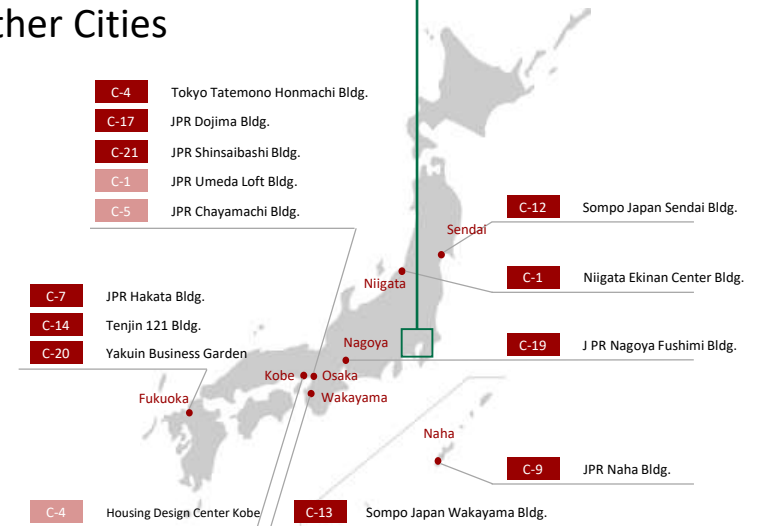 ther Cities
C-4 Tokyo Tatemono Honmachi Bldg.
C-17 JPR Dojima Bldg.
C-21 JPR Shinsaibashi Bldg.
C-1 JPR Umeda Loft Bldg.
C-5 JPR Chayamachi Bldg.
C-12 Sompo Japan Sendai Bldg.
Sendai
C-1 Niigata Ekinan Center Bldg.
Niigata
C-7 JPR Hakata Bldg.
C-14 Tenjin 121 Bldg.
C-20 Yakuin Business Garden
Nagoya
C-19 J PR Nagoya Fushimi Bldg.
Kobe Osaka
Wakayama
Fukuoka
Naha
C-9 JPR Naha Bldg.
C-4 Housing Design Center Kobe
C-13 Sompo Japan Wakayama Bldg.